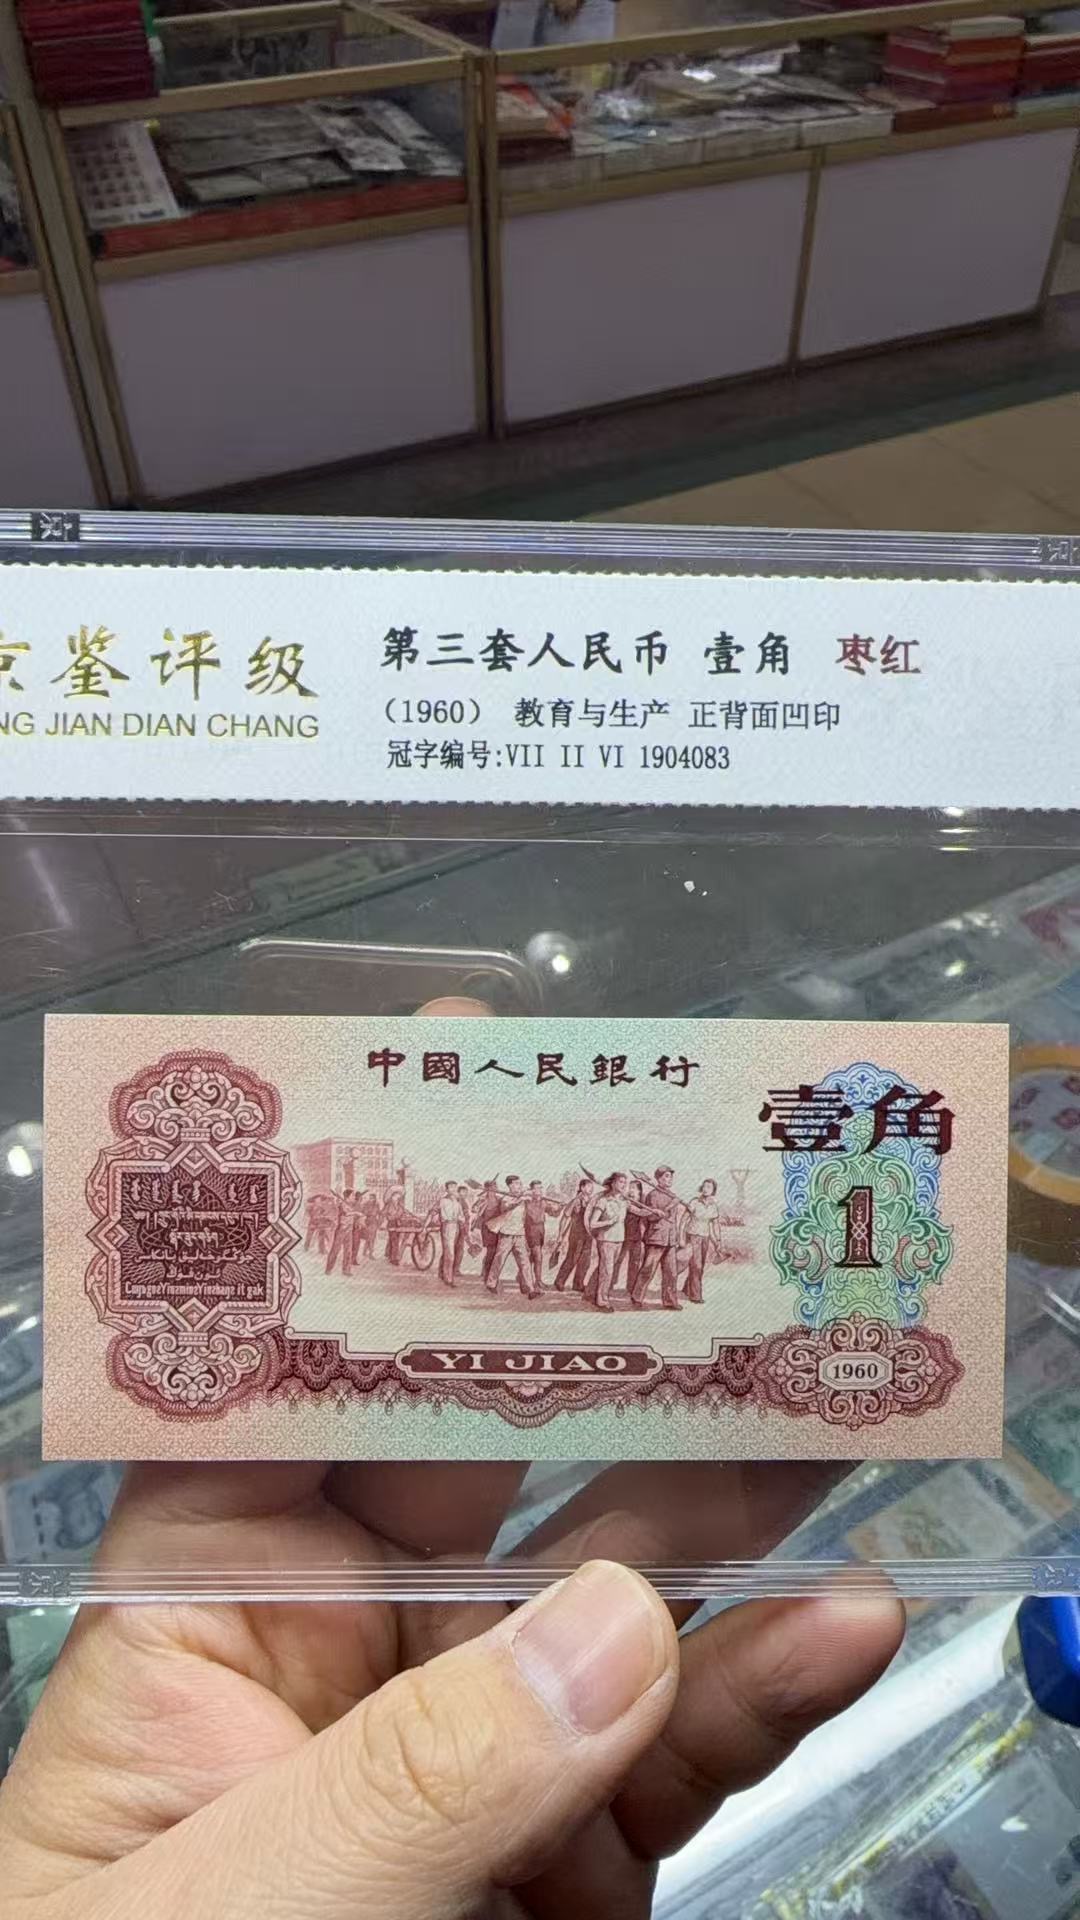 京鉴评级
NG JIAN DIAN CHANG
第三套人民币 壹角 枣红
（1960） 教育与生产 正背面凹印
冠字编号:VII II VI 1904083
中國人民銀行
壹角
1
YI JIAO
1960